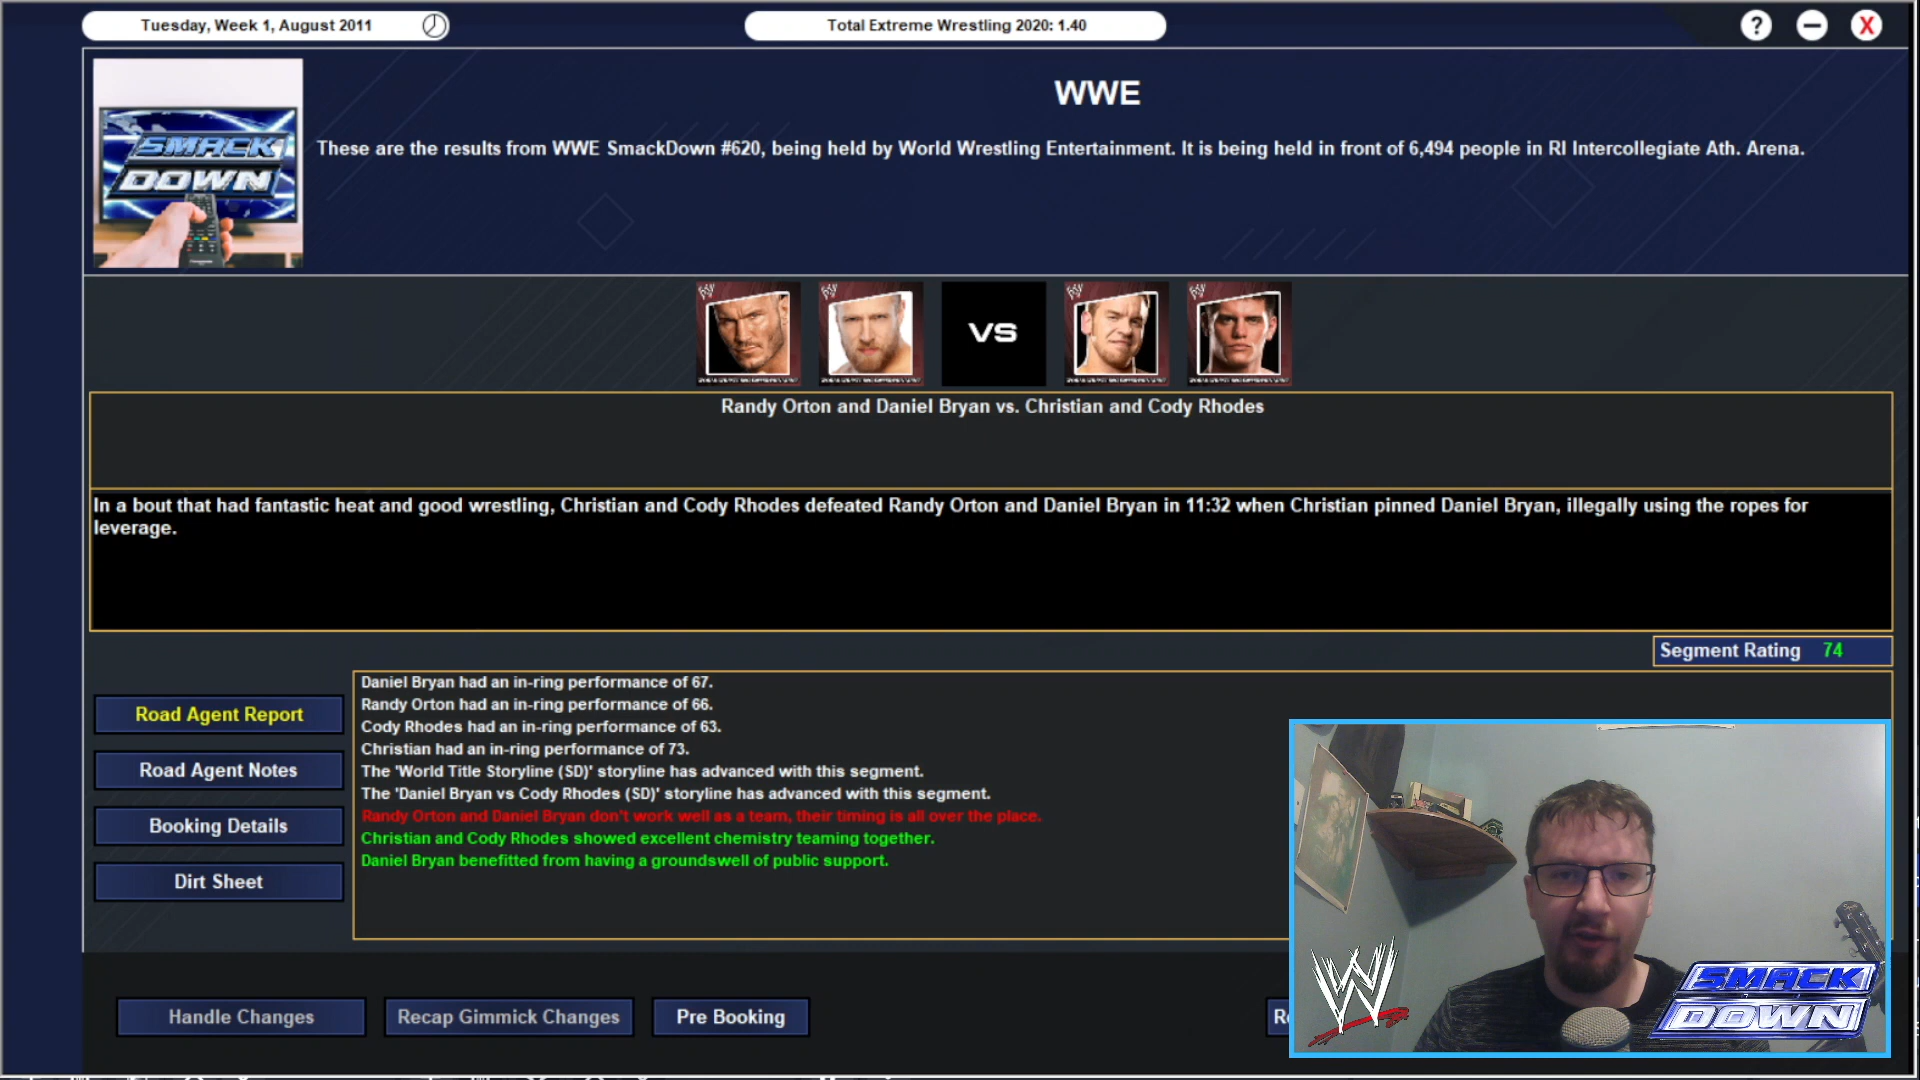 Tuesday, Week 1, August 2011
Total Extreme Wrestling 2020: 1.40
?
X
SMACK
DOWN
WWE
These are the results from WWE SmackDown #620, being held by World Wrestling Entertainment. It is being held in front of 6,494 people in RI Intercollegiate Ath. Arena.
VS
Randy Orton and Daniel Bryan vs. Christian and Cody Rhodes
In a bout that had fantastic heat and good wrestling, Christian and Cody Rhodes defeated Randy Orton and Daniel Bryan in 11:32 when Christian pinned Daniel Bryan, illegally using the ropes for
leverage.
Segment Rating 74
Road Agent Report
Road Agent Notes
Booking Details
Dirt Sheet
Daniel Bryan had an in-ring performance of 67.
Randy Orton had an in-ring performance of 66.
Cody Rhodes had an in-ring performance of 63.
Christian had an in-ring performance of 73.
The 'World Title Storyline (SD)' storyline has advanced with this segment.
The 'Daniel Bryan vs Cody Rhodes (SD)' storyline has advanced with this segment.
Randy Orton and Daniel Bryan don't work well as a team, their timing is all over the place.
Christian and Cody Rhodes showed excellent chemistry teaming together.
Daniel Bryan benefitted from having a groundswell of public support.
Handle Changes
Recap Gimmick Changes
Pre Booking
W
SMACK
DOWN